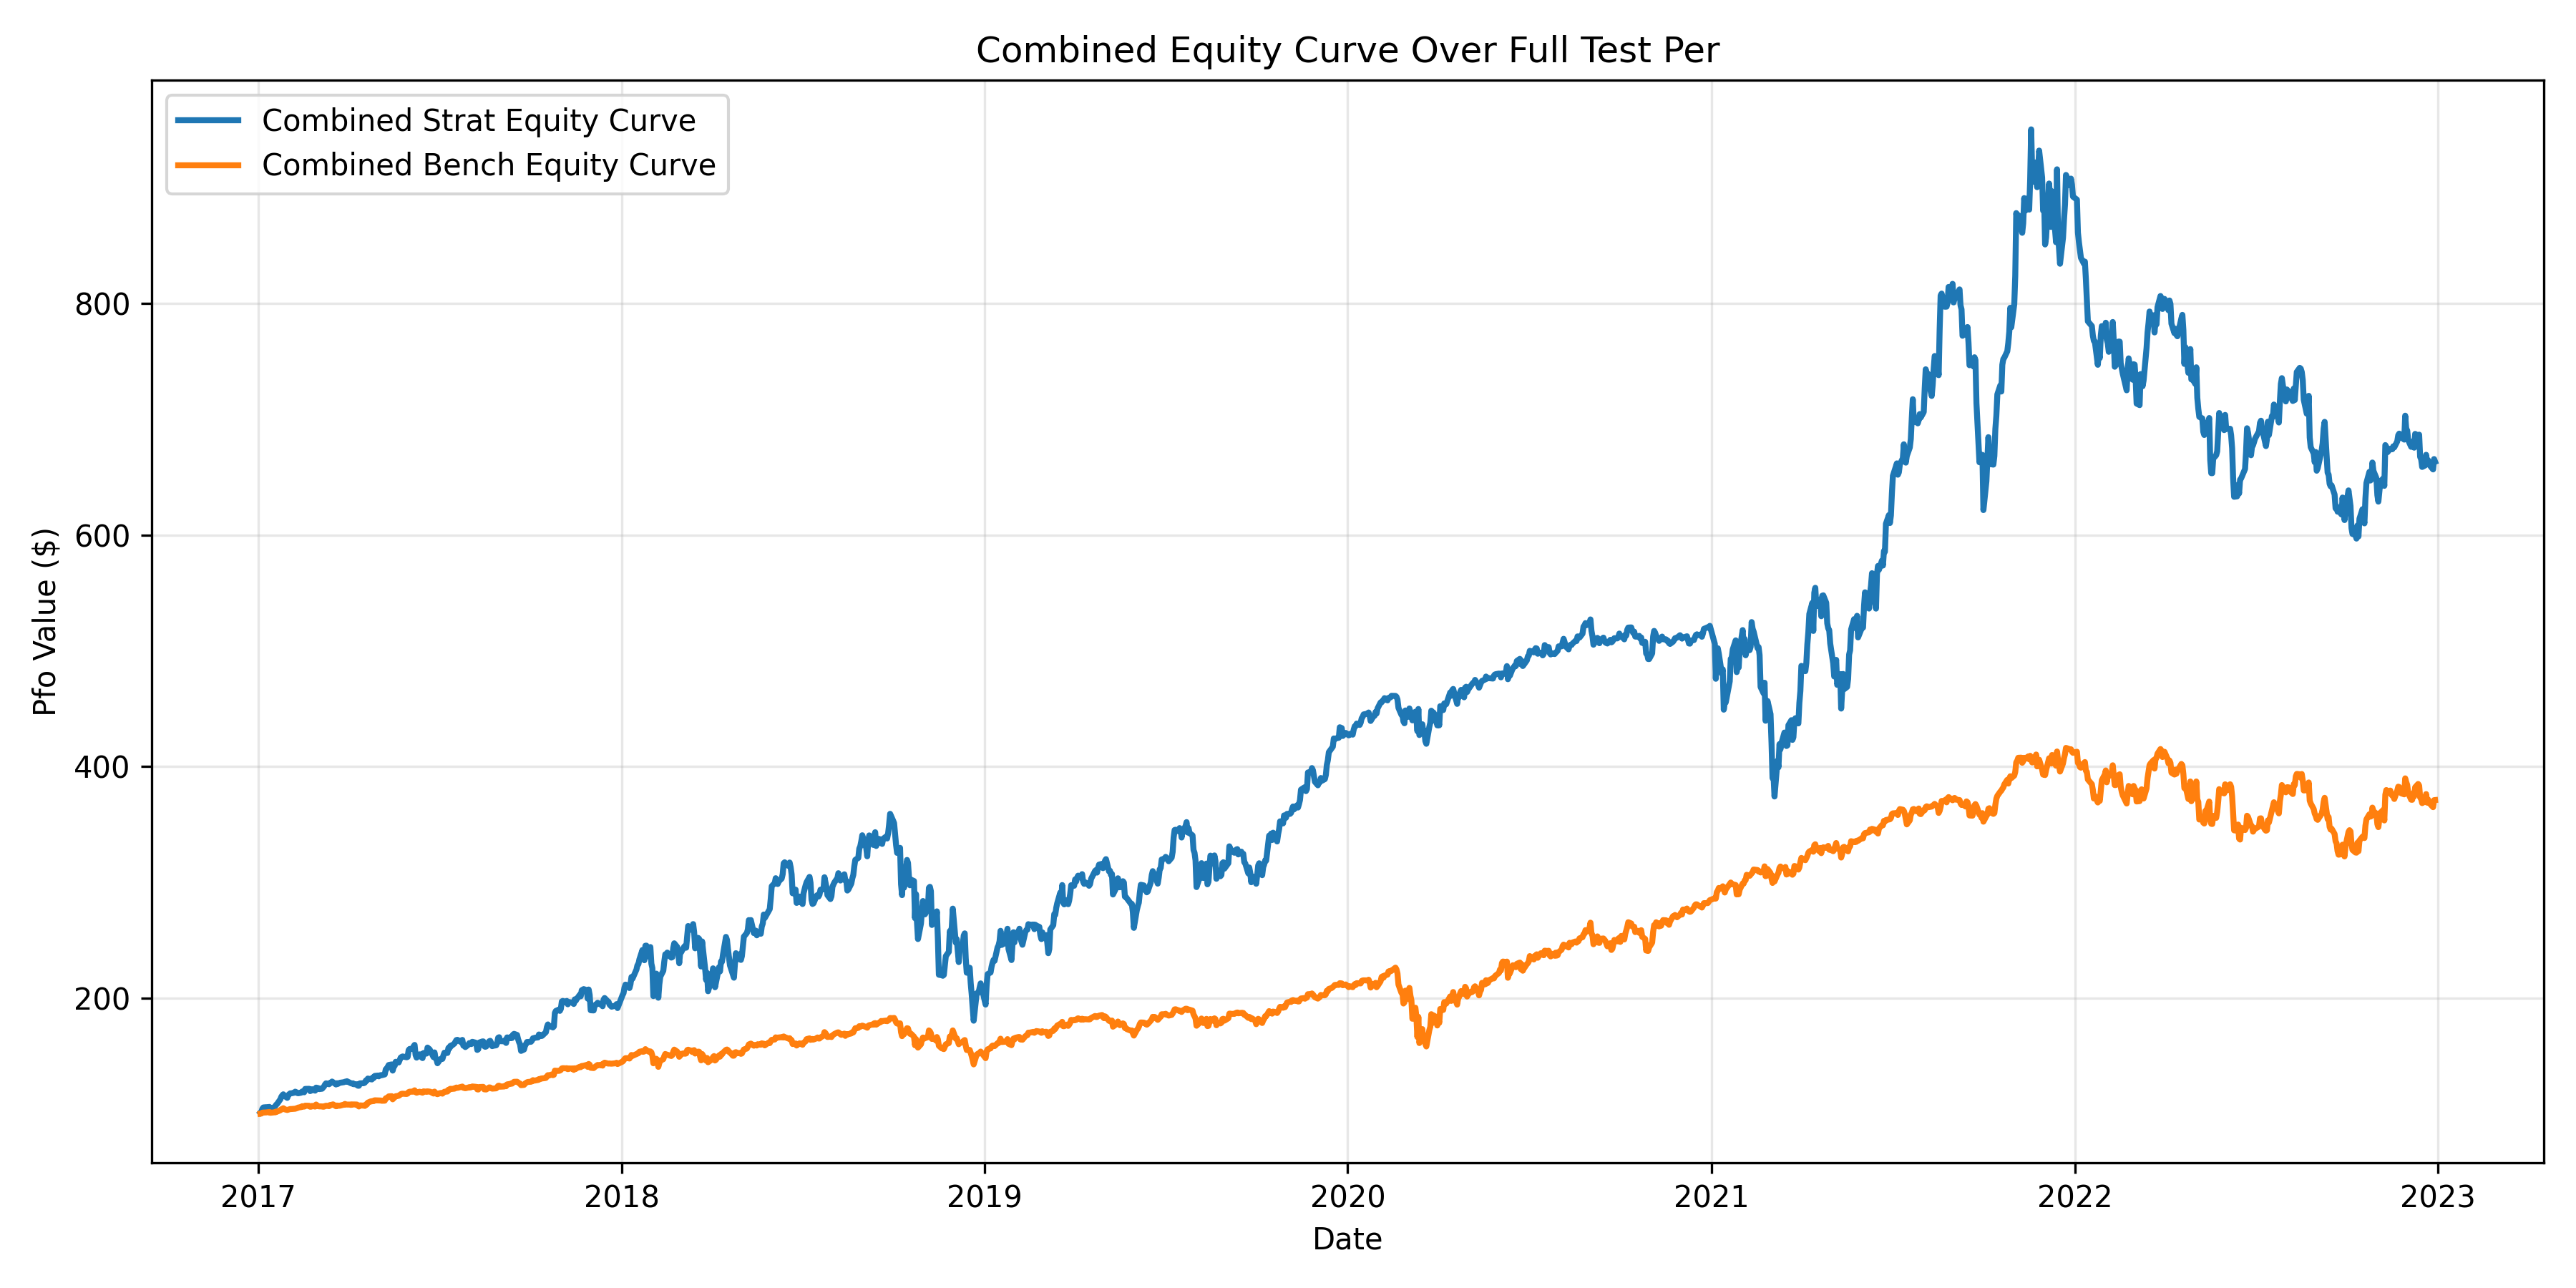 Combined Equity Curve Over Full Test Per
Combined Strat Equity Curve
Combined Bench Equity Curve
Pfo Value ($)
800
600
400
200
2017 2018 2019 2020 2021 2022 2023
Date